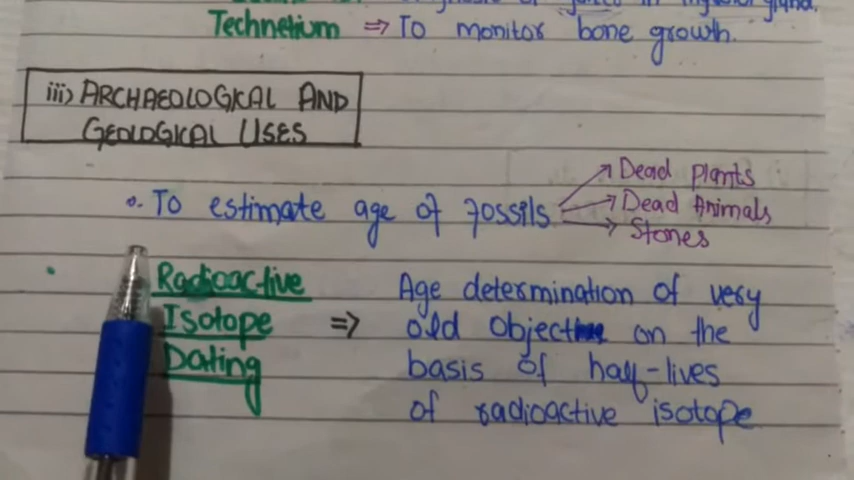 Technetium => To monitor bone growth.
iii) ARCHAEOLOGICAL AND
GEOLOGICAL USES
To estimate age of fossils
Dead Plants
Dead Animals
Stones
Radioactive
Isotope
Dating
=> Age determination of very
old object on the
basis of half-lives
of radioactive isotope